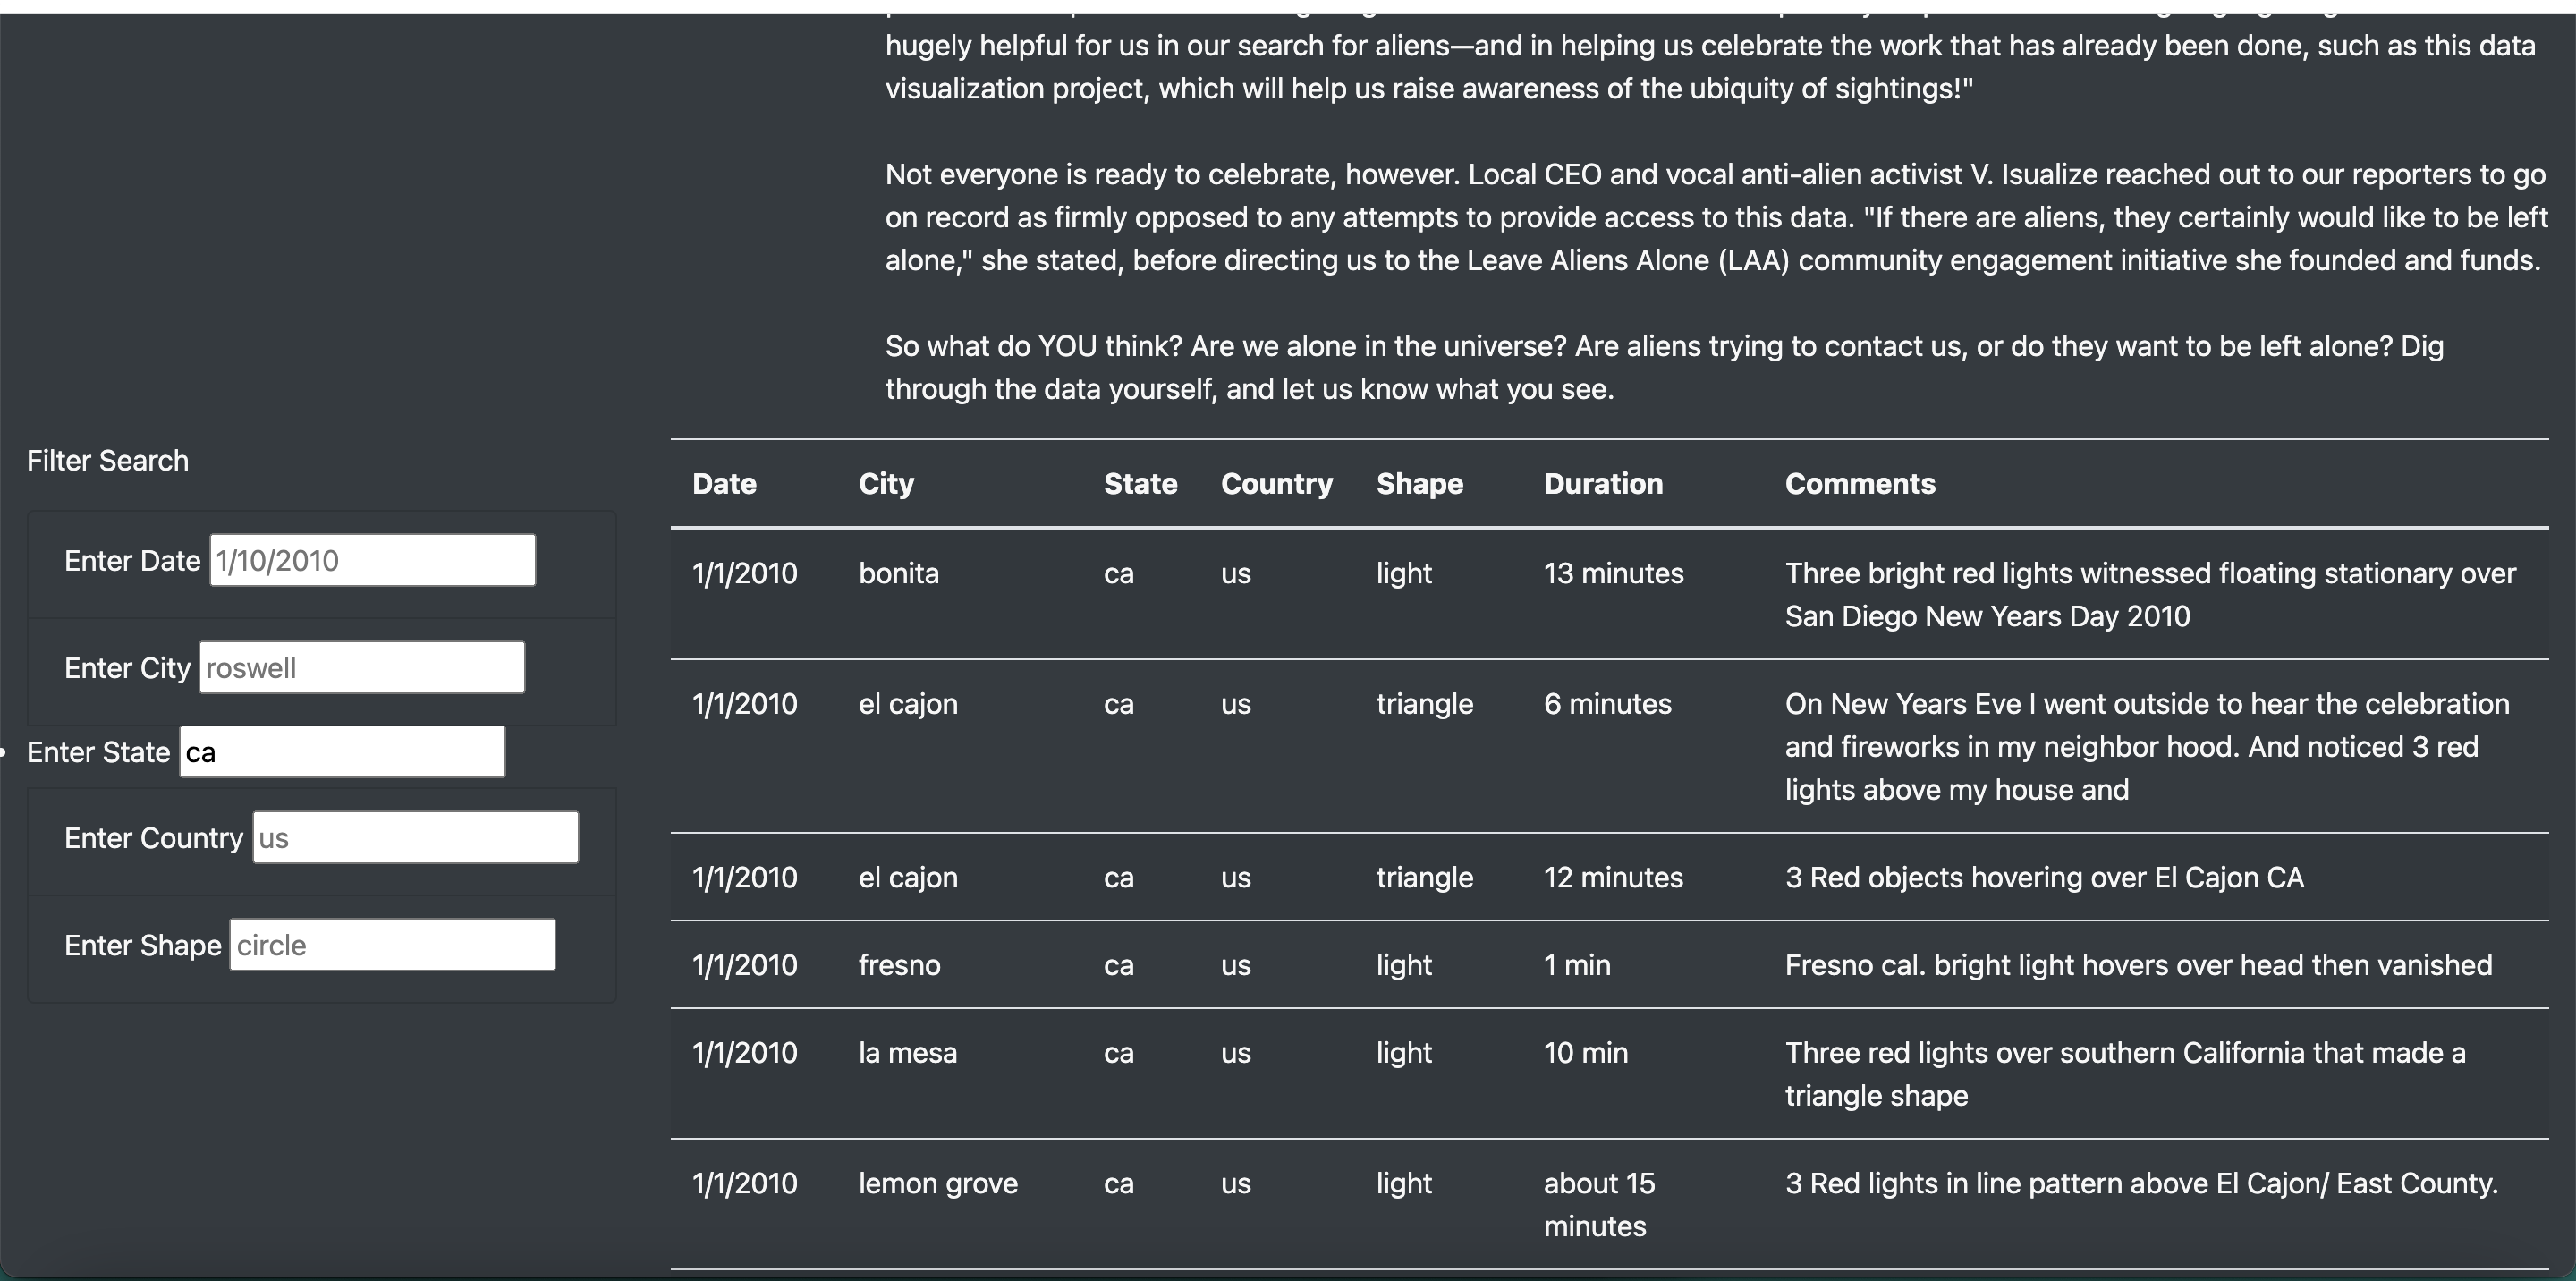 hugely helpful for us in our search for aliens—and in helping us celebrate the work that has already been done, such as this data
visualization project, which will help us raise awareness of the ubiquity of sightings!"
Not everyone is ready to celebrate, however. Local CEO and vocal anti-alien activist V. Isualize reached out to our reporters to go
on record as firmly opposed to any attempts to provide access to this data. "If there are aliens, they certainly would like to be left
alone," she stated, before directing us to the Leave Aliens Alone (LAA) community engagement initiative she founded and funds.
So what do YOU think? Are we alone in the universe? Are aliens trying to contact us, or do they want to be left alone? Dig
through the data yourself, and let us know what you see.
Filter Search
Enter Date 1/10/2010
Enter City roswell
• Enter State ca
Enter Country us
Enter Shape circle
Date City State Country Shape Duration Comments
1/1/2010 bonita ca us light 13 minutes Three bright red lights witnessed floating stationary over
San Diego New Years Day 2010
1/1/2010 el cajon ca us triangle 6 minutes On New Years Eve I went outside to hear the celebration
and fireworks in my neighbor hood. And noticed 3 red
lights above my house and
1/1/2010 el cajon ca us triangle 12 minutes 3 Red objects hovering over El Cajon CA
1/1/2010 fresno ca us light 1 min Fresno cal. bright light hovers over head then vanished
1/1/2010 la mesa ca us light 10 min Three red lights over southern California that made a
triangle shape
1/1/2010 lemon grove ca us light about 15 3 Red lights in line pattern above El Cajon/ East County.
minutes